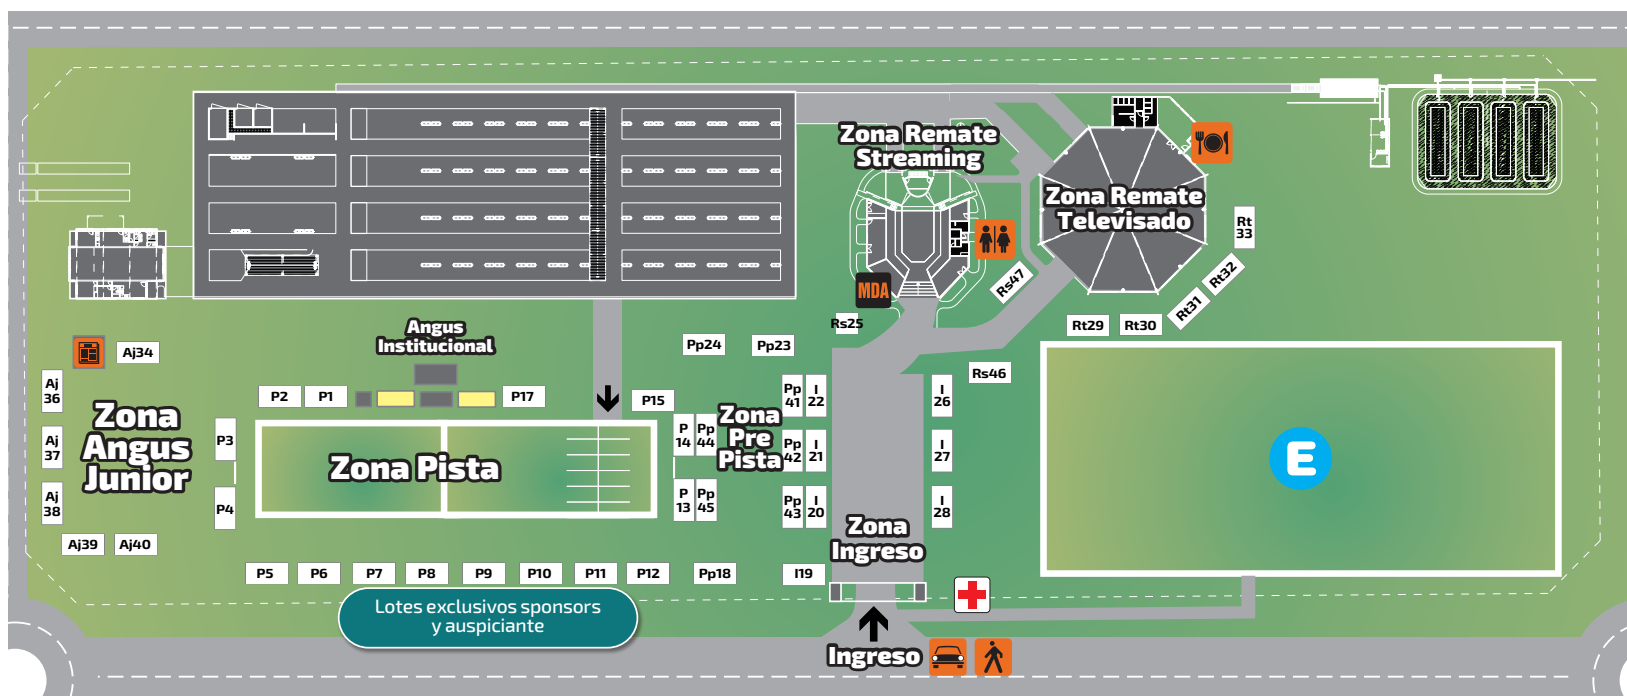 Zona Remate
Streaming
Zona Remate
Televisado
Rt
33
Rt32
Rt31
Rt29
Rt30
Rs47
MDA
Rs25
Angus
Institucional
Pp24
Pp23
Aj34
Rs46
Aj
36
Aj
37
Aj
38
Zona
Angus
Junior
Aj39
Aj40
P2
P1
P17
P15
P3
P4
Zona Pista
P
14
Pp
44
P
13
Pp
45
Zona
Pre
Pista
Pp
41
I
22
Pp
42
I
21
Pp
43
I
20
I
26
I
27
I
28
E
Zona
Ingreso
P5
P6
P7
P8
P9
P10
P11
P12
Pp18
I19
Lotes exclusivos sponsors
y auspiciante
Ingreso